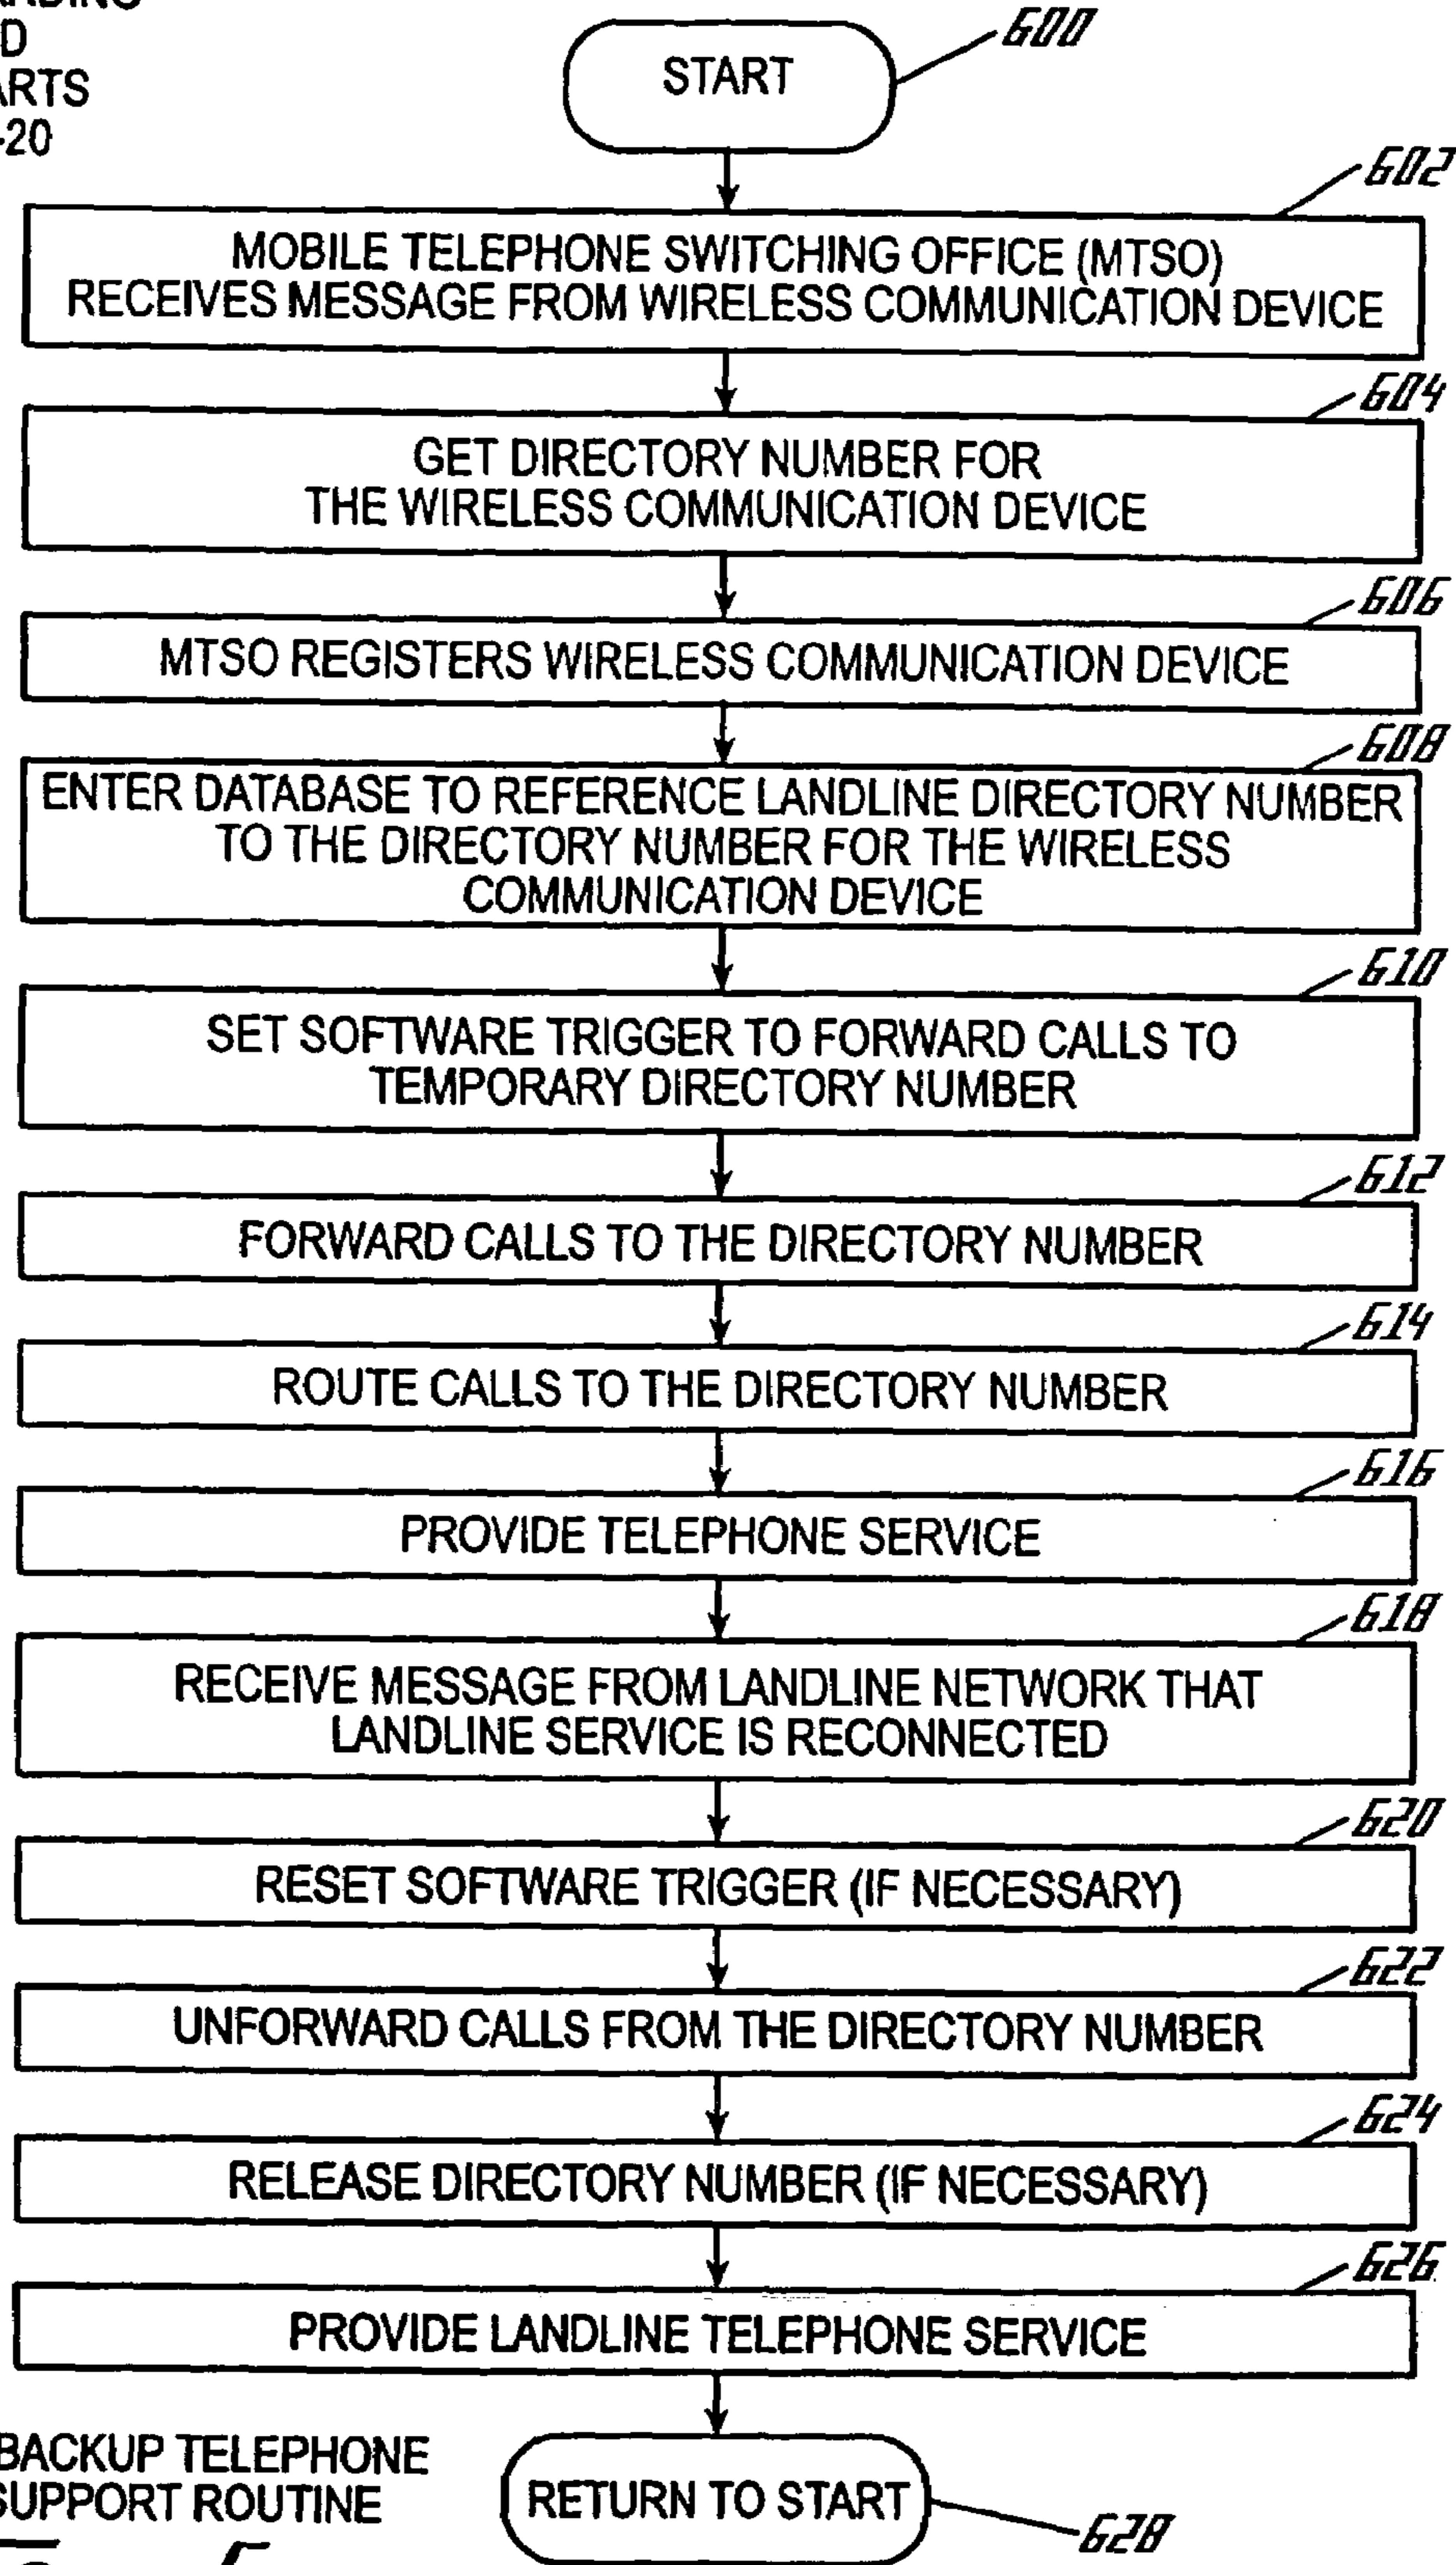 START
600
602
MOBILE TELEPHONE SWITCHING OFFICE (MTSO)
RECEIVES MESSAGE FROM WIRELESS COMMUNICATION DEVICE
604
GET DIRECTORY NUMBER FOR
THE WIRELESS COMMUNICATION DEVICE
606
MTSO REGISTERS WIRELESS COMMUNICATION DEVICE
608
ENTER DATABASE TO REFERENCE LANDLINE DIRECTORY NUMBER
TO THE DIRECTORY NUMBER FOR THE WIRELESS
COMMUNICATION DEVICE
610
SET SOFTWARE TRIGGER TO FORWARD CALLS TO
TEMPORARY DIRECTORY NUMBER
612
FORWARD CALLS TO THE DIRECTORY NUMBER
614
ROUTE CALLS TO THE DIRECTORY NUMBER
616
PROVIDE TELEPHONE SERVICE
618
RECEIVE MESSAGE FROM LANDLINE NETWORK THAT
LANDLINE SERVICE IS RECONNECTED
620
RESET SOFTWARE TRIGGER (IF NECESSARY)
622
UNFORWARD CALLS FROM THE DIRECTORY NUMBER
624
RELEASE DIRECTORY NUMBER (IF NECESSARY)
626
PROVIDE LANDLINE TELEPHONE SERVICE
BACKUP TELEPHONE
SUPPORT ROUTINE
RETURN TO START
628